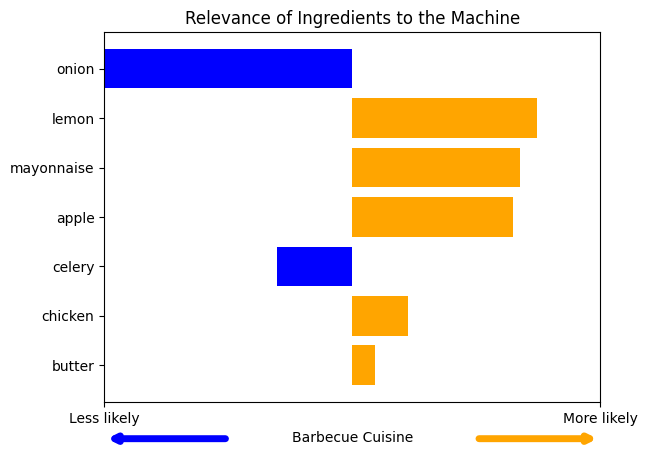 Relevance of Ingredients to the Machine
onion
lemon
mayonnaise
apple
celery
chicken
butter
Less likely
More likely
Barbecue Cuisine